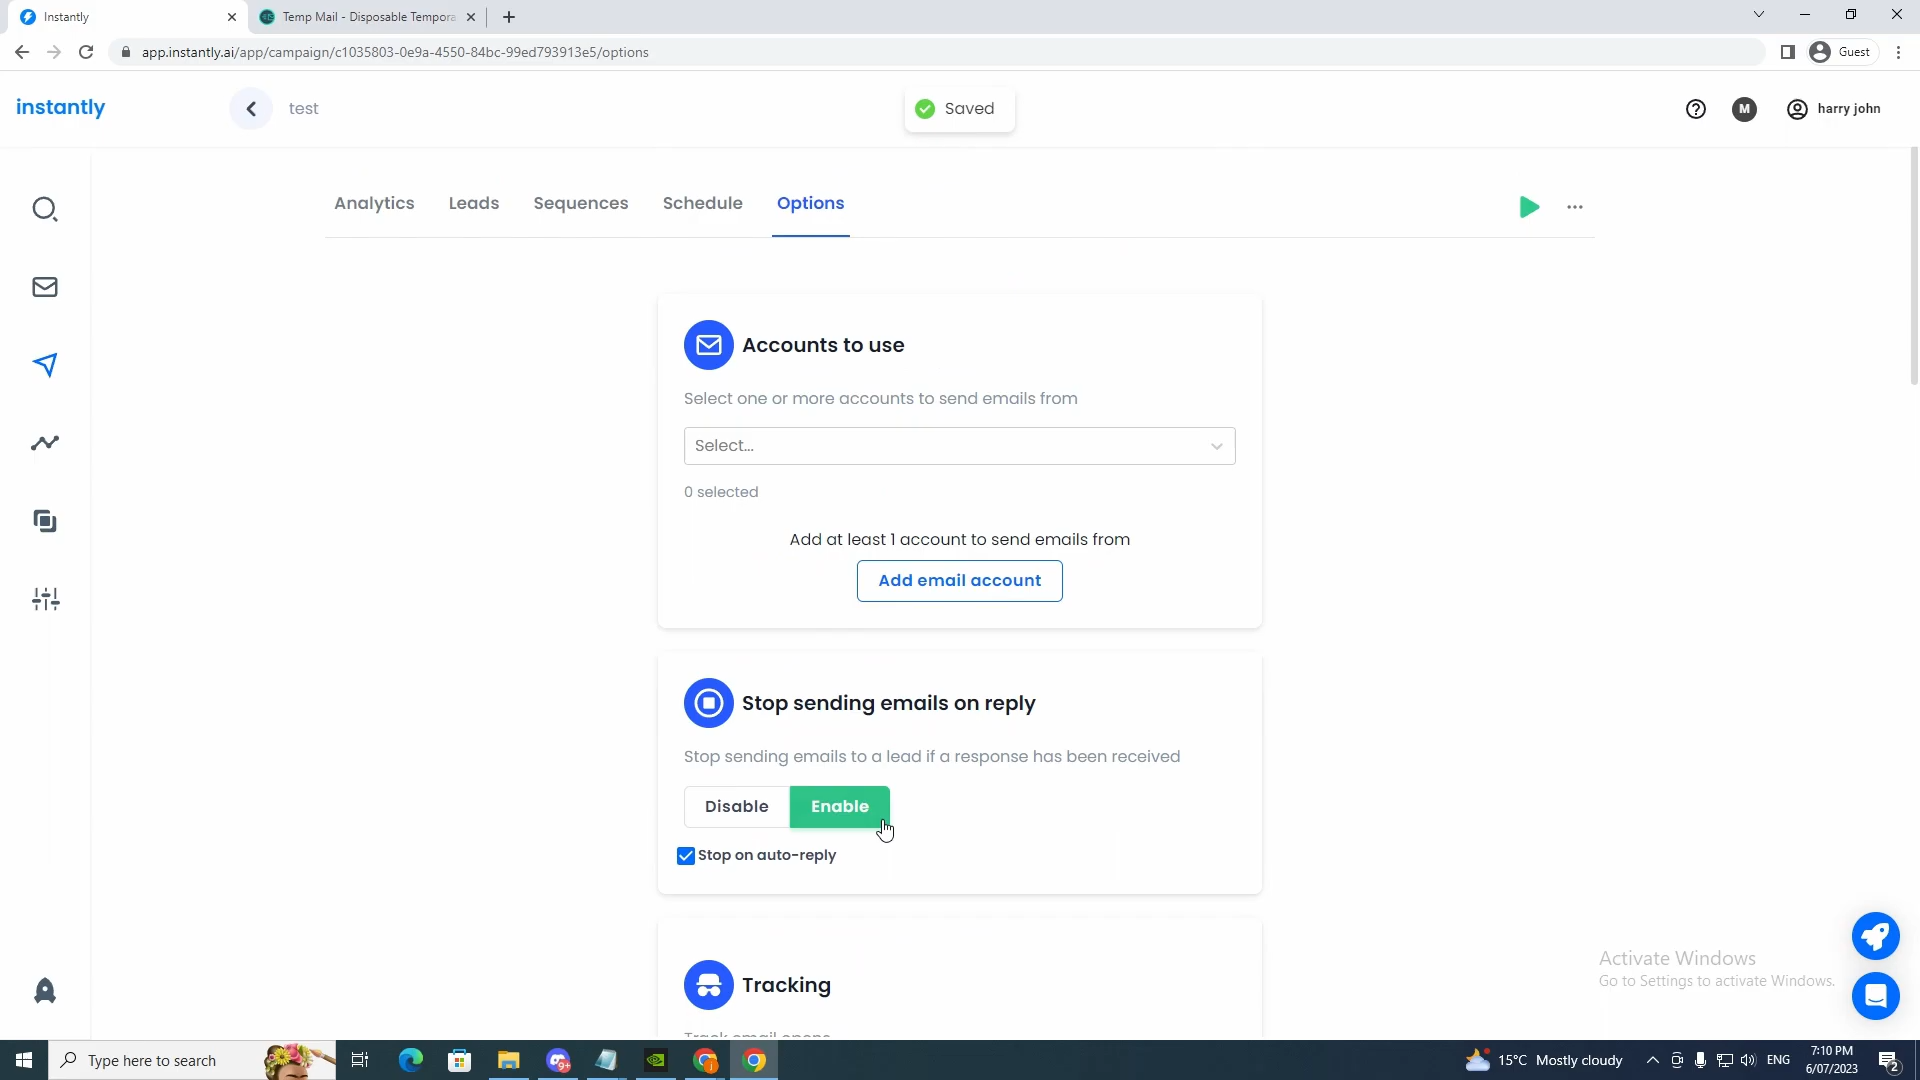 Instantly
Temp Mail - Disposable Tempora
app.instantly.ai/app/campaign/c1035803-0e9a-4550-84bc-99ed793913e5/options
Guest
instantly
test
Saved
M
harry john
Analytics
Leads
Sequences
Schedule
Options
Accounts to use
Select one or more accounts to send emails from
Select...
0 selected
Add at least 1 account to send emails from
Add email account
Stop sending emails on reply
Stop sending emails to a lead if a response has been received
Disable
Enable
Stop on auto-reply
Tracking
Track email opens
Activate Windows
Go to Settings to activate Windows.
Type here to search
9+
15°C Mostly cloudy
ENG
7:10 PM
6/07/2023
2